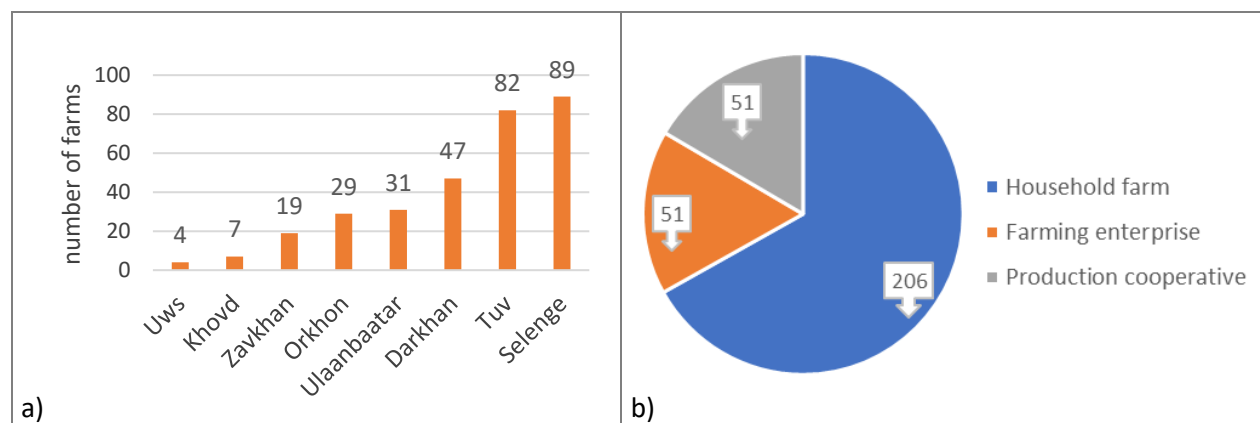 number of farms
100
80
60
40
20
0
4
7
19
29
31
47
82
89
Uws
Khovd
Zavkhan
Orkhon
Ulaanbaatar
Darkhan
Tuv
Selenge
a)
51
51
206
Household farm
Farming enterprise
Production cooperative
b)